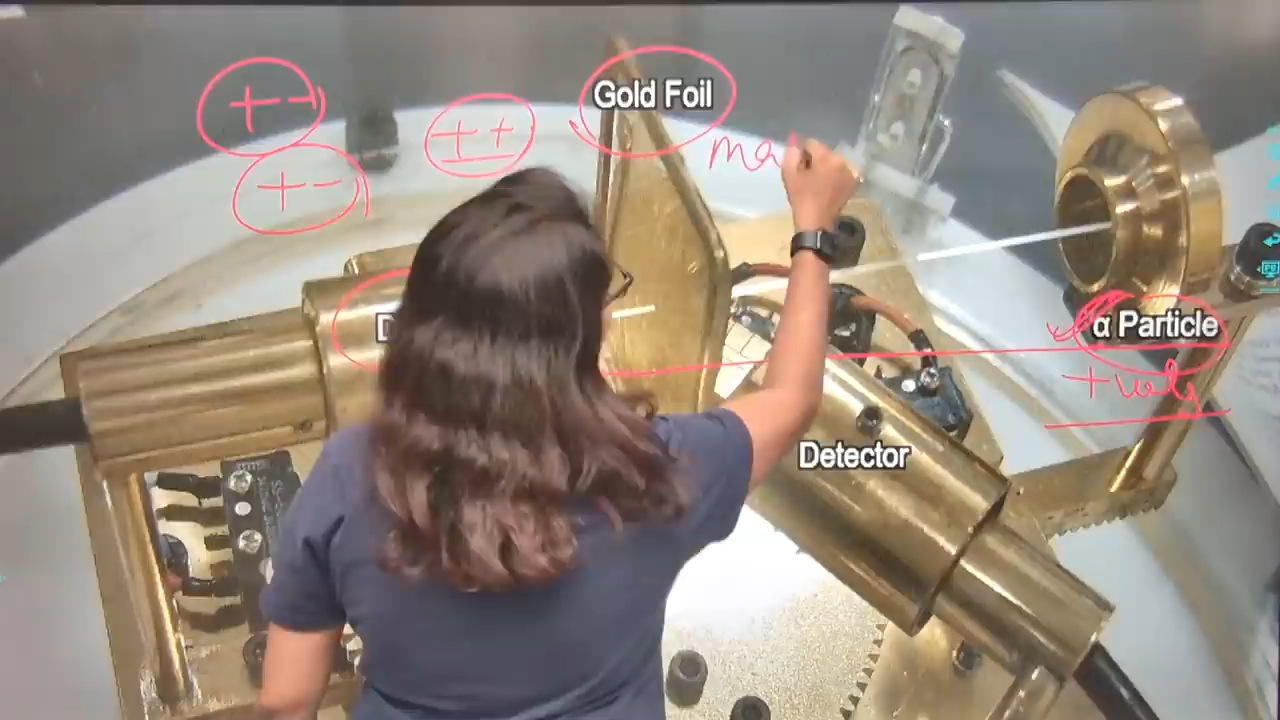 Gold Foil
+ -
+ +
ma
+ -
α Particle
+vely
Detector